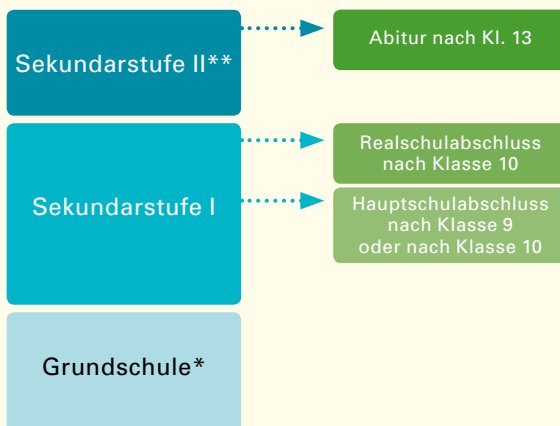 Sekundarstufe II**
Abitur nach Kl. 13
Sekundarstufe I
Realschulabschluss
nach Klasse 10
Hauptschulabschluss
nach Klasse 9
oder nach Klasse 10
Grundschule*